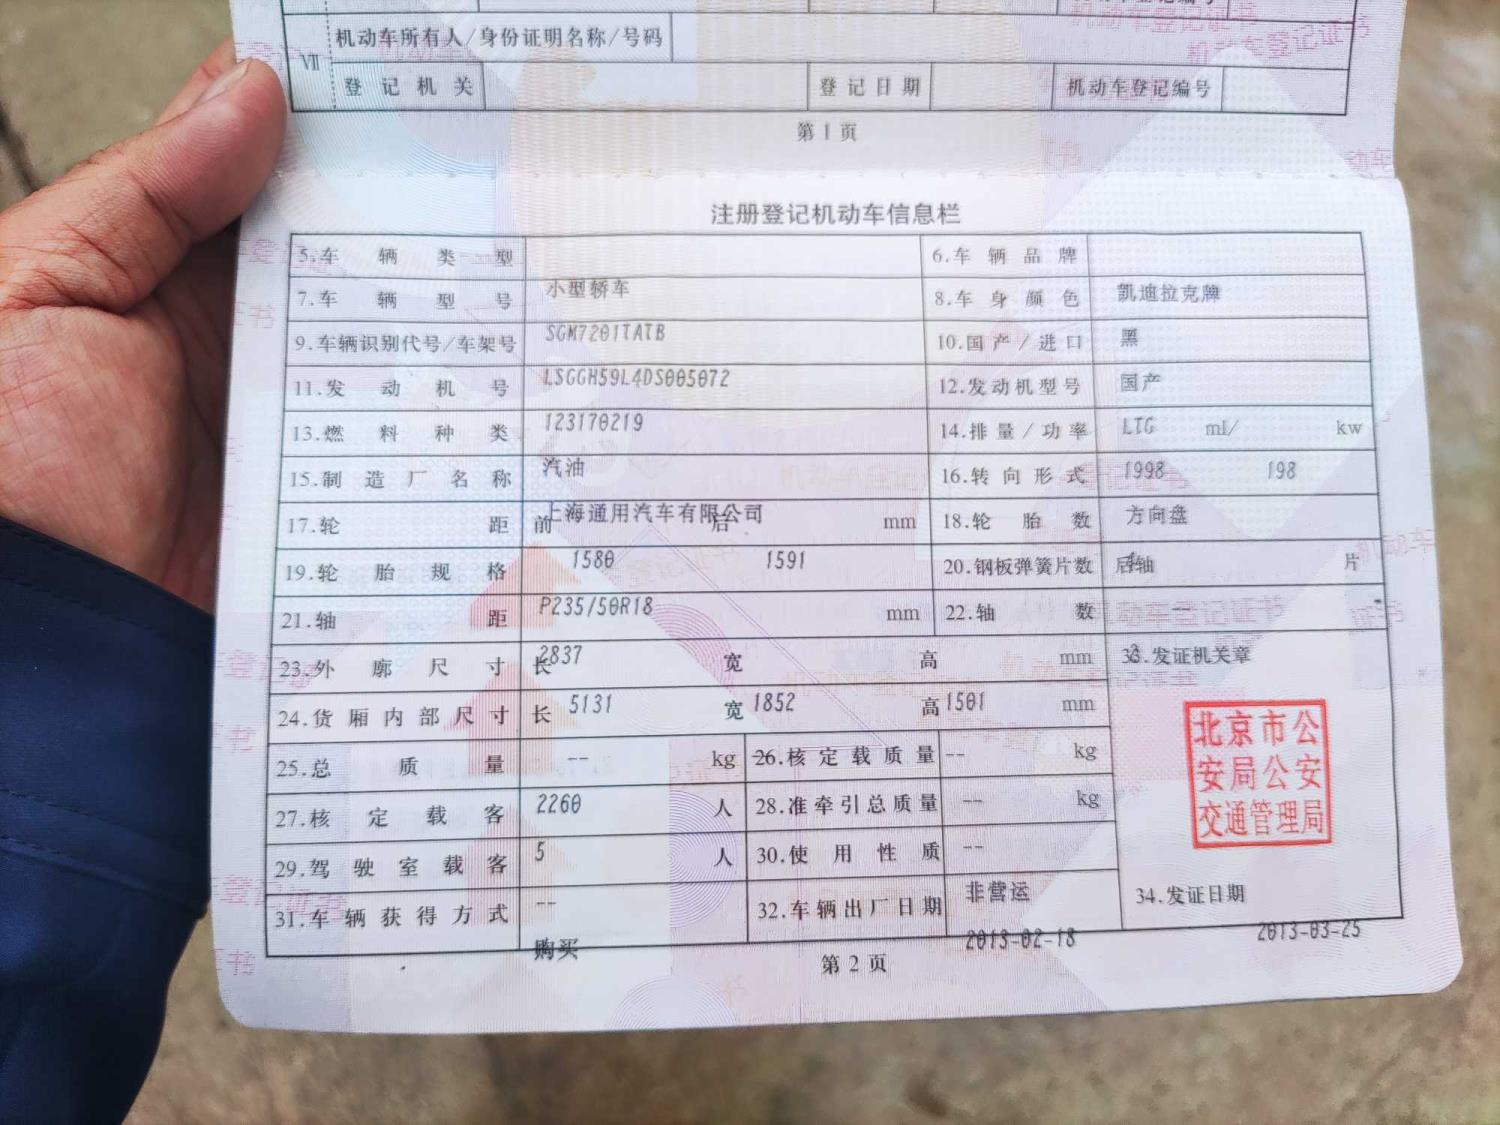 机动车登记编号
Ⅶ 机动车所有人/身份证明名称/号码
登记机关 登记日期 机动车登记编号
第 1 页
注册登记机动车信息栏
5.车辆类型 6.车辆品牌
小型轿车 凯迪拉克牌
7.车辆型号 8.车身颜色
SGM7201TATB 黑
9.车辆识别代号/车架号 10.国产/进口
LSGGH59L4DS005072 国产
11.发动机号 12.发动机型号
123170219 LTG
13.燃料种类 14.排量/功率 ml/ kw
汽油 1998 198
15.制造厂名称 16.转向形式
上海通用汽车有限公司 方向盘
17.轮距 前 后 mm 18.轮胎数
1580 1591 4
19.轮胎规格 20.钢板弹簧片数 后轴 片
P235/50R18 --
21.轴距 mm 22.轴数
2837
23.外廓尺寸 长 宽 高 mm 33.发证机关章
5131 1852 1501
24.货厢内部尺寸 长 宽 高 mm
-- -- --
25.总质量 kg 26.核定载质量 kg
2260 --
27.核定载客 人 28.准牵引总质量 kg
5 --
29.驾驶室载客 人 30.使用性质
-- 非营运
31.车辆获得方式 32.车辆出厂日期 34.发证日期
购买 2013-02-18 2013-03-25
北京市公
安局公安
交通管理局
第 2 页